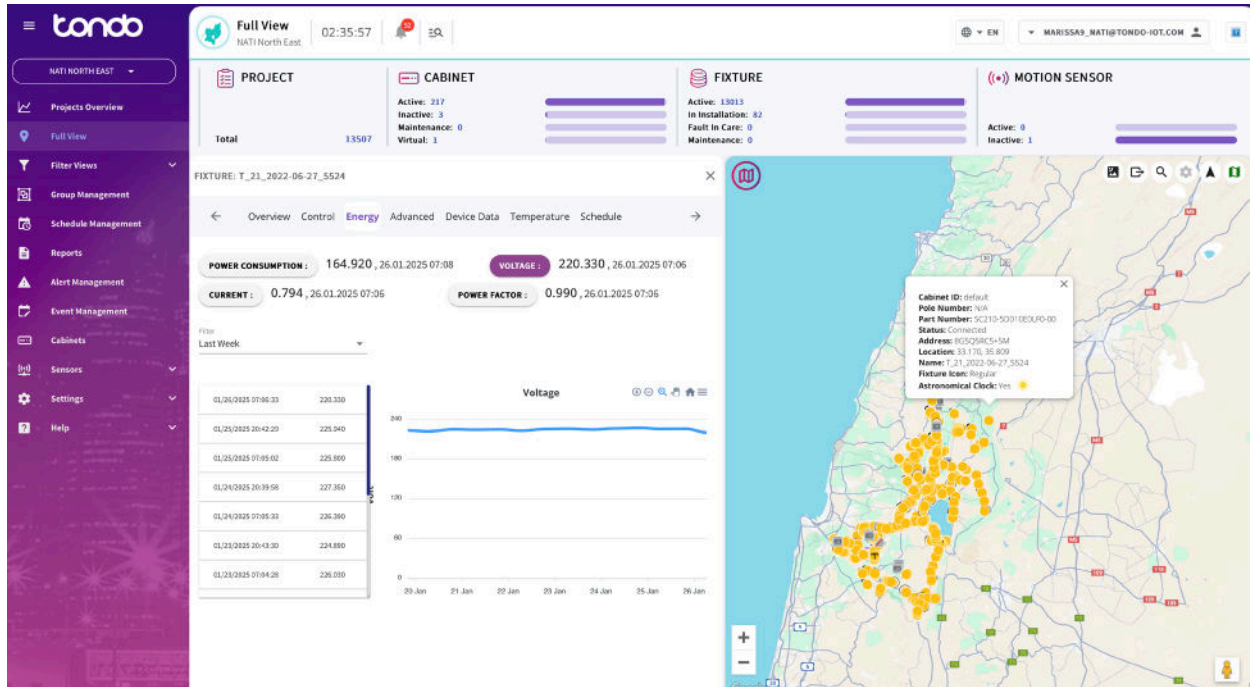 tondo
NATI NORTH EAST
Projects Overview
Full View
Filter Views
Group Management
Schedule Management
Reports
Alert Management
Event Management
Cabinets
Sensors
Settings
Help
Full View
NATI North East
02:35:57
52
EN
MARISSA9_NATI@TONDO-IOT.COM
PROJECT
Total 13507
CABINET
Active: 217
Inactive: 3
Maintenance: 0
Virtual: 1
FIXTURE
Active: 13013
In Installation: 82
Fault In Care: 0
Maintenance: 0
((•)) MOTION SENSOR
Active: 0
Inactive: 1
FIXTURE: T_21_2022-06-27_5524
Overview Control Energy Advanced Device Data Temperature Schedule
POWER CONSUMPTION : 164.920 , 26.01.2025 07:08
VOLTAGE : 220.330 , 26.01.2025 07:06
CURRENT : 0.794 , 26.01.2025 07:06
POWER FACTOR : 0.990 , 26.01.2025 07:06
Filter
Last Week
01/26/2025 07:06:33 220.330
01/25/2025 20:42:29 225.940
01/25/2025 07:05:02 225.800
01/24/2025 20:39:58 227.350
01/24/2025 07:05:33 226.390
01/23/2025 20:43:30 224.890
01/23/2025 07:04:28 226.030
Voltage
240
180
120
60
0
20 Jan 21 Jan 22 Jan 23 Jan 24 Jan 25 Jan 26 Jan
Cabinet ID: default
Pole Number: N/A
Status: Connected
Location: 33.170, 35.809
Name: T_21_2022-06-27_5524
Fixture Icon: Regular
Astronomical Clock: Yes